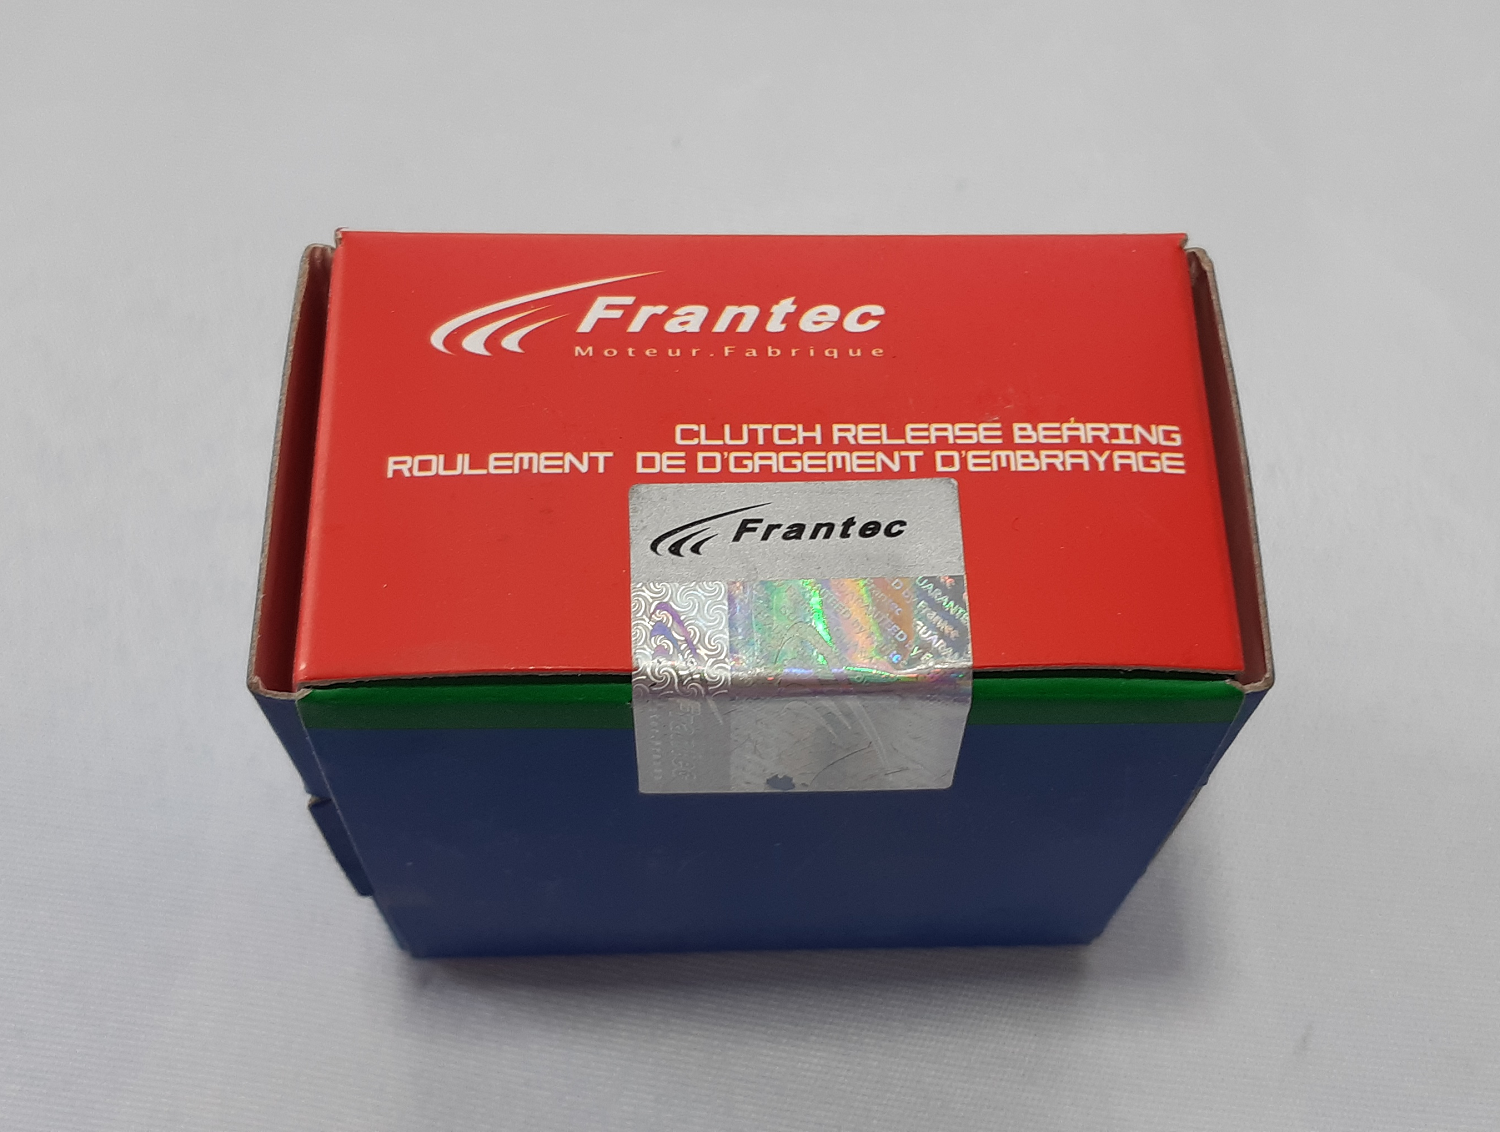 Frantec
Moteur.Fabrique
CLUTCH RELEASE BEARING
ROULEMENT DE D'GAGEMENT D'EMBRAYAGE
Frantec